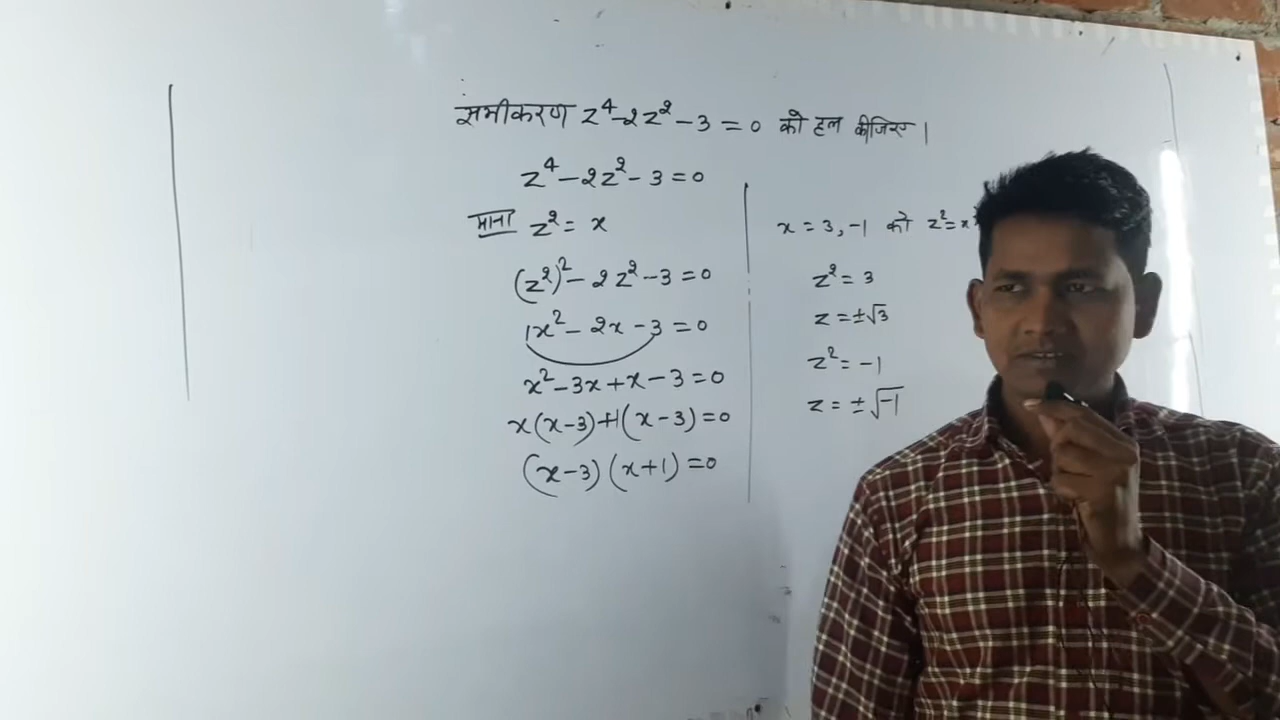 समीकरण z⁴-2z²-3=0 को हल कीजिए।
z⁴-2z²-3=0
माना z²= x
(z²)²-2z²-3=0
1x²-2x-3=0
x²-3x+x-3=0
x(x-3)+1(x-3)=0
(x-3)(x+1)=0
x=3,-1 को z²=x
z²=3
z=±√3
z²=-1
z=±√-1